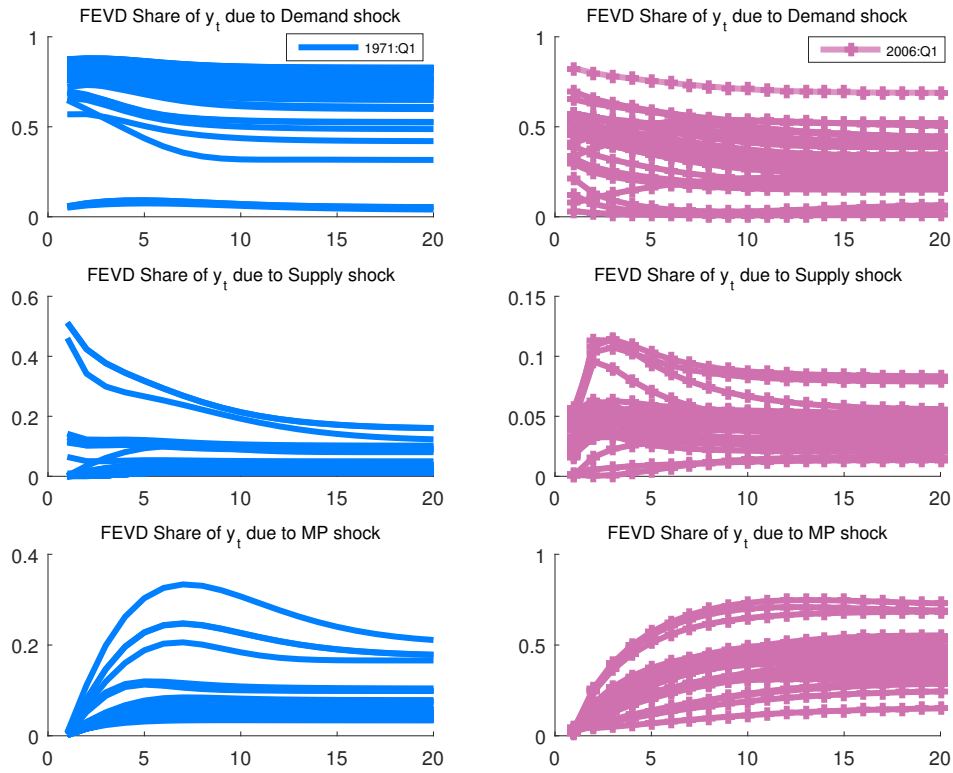 FEVD Share of y_t due to Demand shock
1
0.5
0
0 5 10 15 20
1971:Q1
FEVD Share of y_t due to Demand shock
1
0.5
0
0 5 10 15 20
2006:Q1
FEVD Share of y_t due to Supply shock
0.6
0.4
0.2
0
0 5 10 15 20
FEVD Share of y_t due to Supply shock
0.15
0.1
0.05
0
0 5 10 15 20
FEVD Share of y_t due to MP shock
0.4
0.2
0
0 5 10 15 20
FEVD Share of y_t due to MP shock
1
0.5
0
0 5 10 15 20